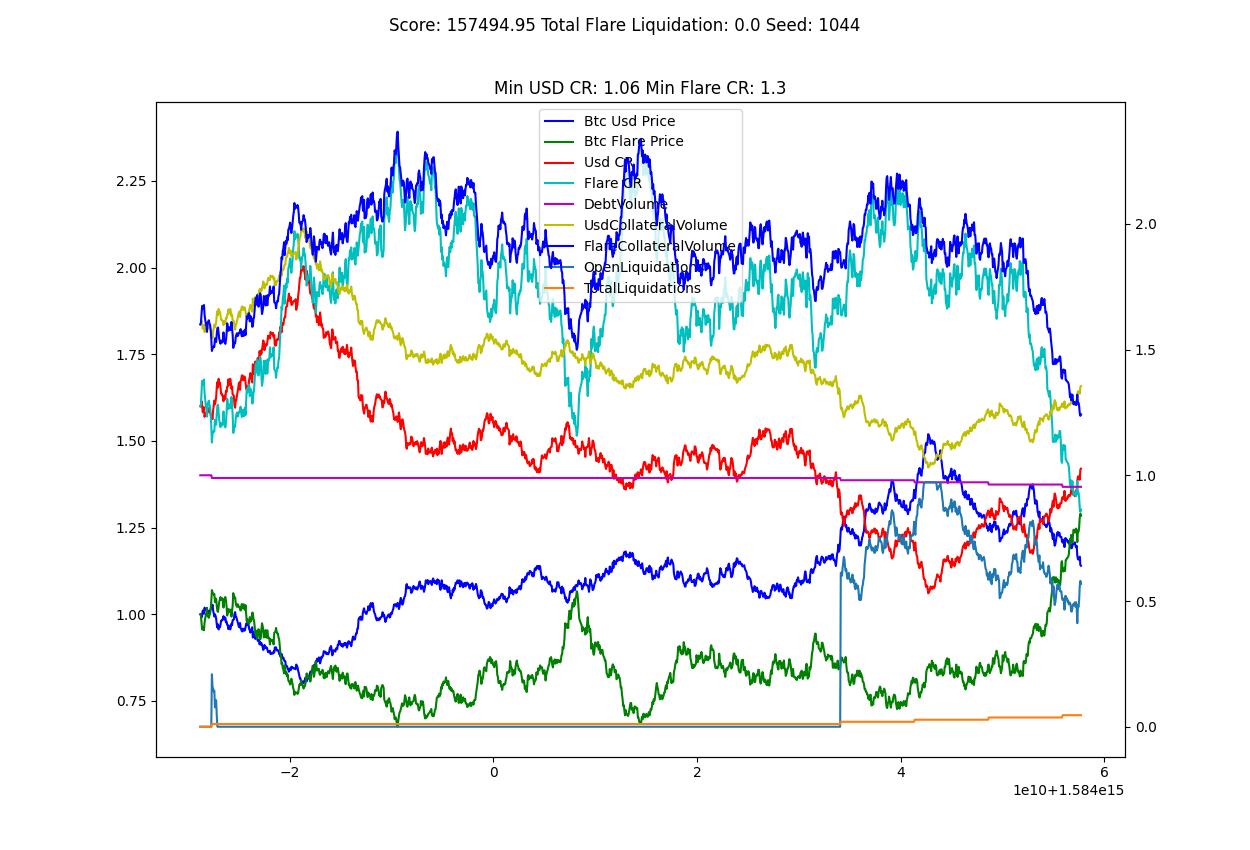 Score: 157494.95 Total Flare Liquidation: 0.0 Seed: 1044
Min USD CR: 1.06 Min Flare CR: 1.3
Btc Usd Price
Btc Flare Price
Usd CR
Flare CR
DebtVolume
UsdCollateralVolume
FlareCollateralVolume
OpenLiquidations
TotalLiquidations
2.25
2.00
1.75
1.50
1.25
1.00
0.75
2.0
1.5
1.0
0.5
0.0
−2
0
2
4
6
1e10+1.584e15